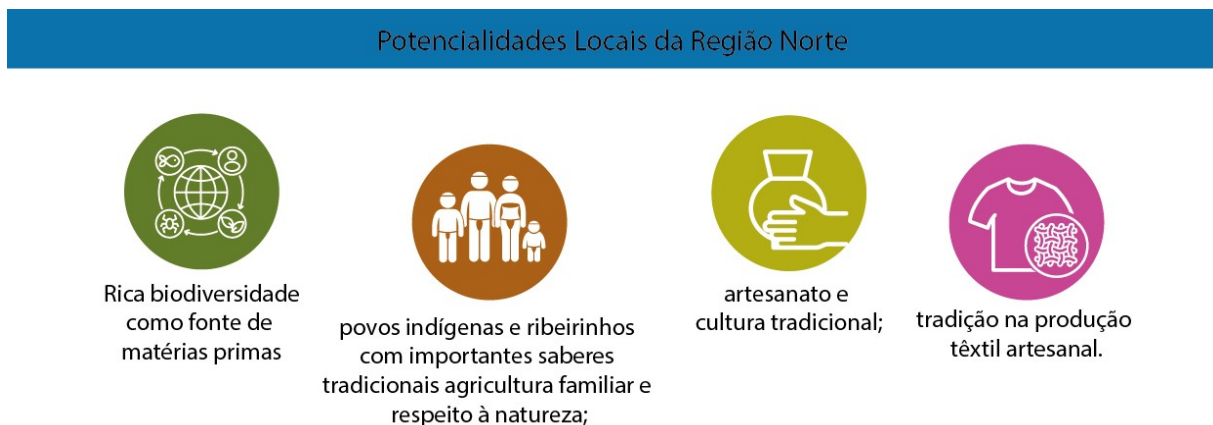 Potencialidades Locais da Região Norte
Rica biodiversidade
como fonte de
matérias primas
povos indígenas e ribeirinhos
com importantes saberes
tradicionais agricultura familiar e
respeito à natureza;
artesanato e
cultura tradicional;
tradição na produção
têxtil artesanal.